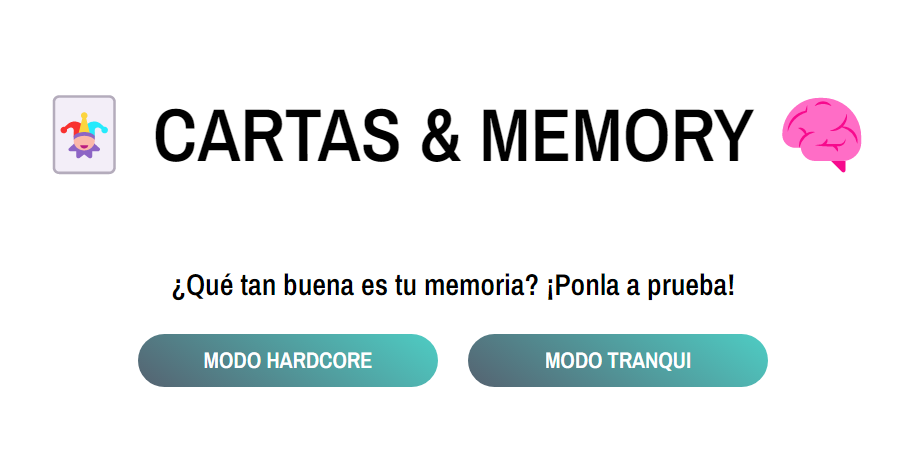 CARTAS & MEMORY
¿Qué tan buena es tu memoria? ¡Ponla a prueba!
MODO HARDCORE
MODO TRANQUI